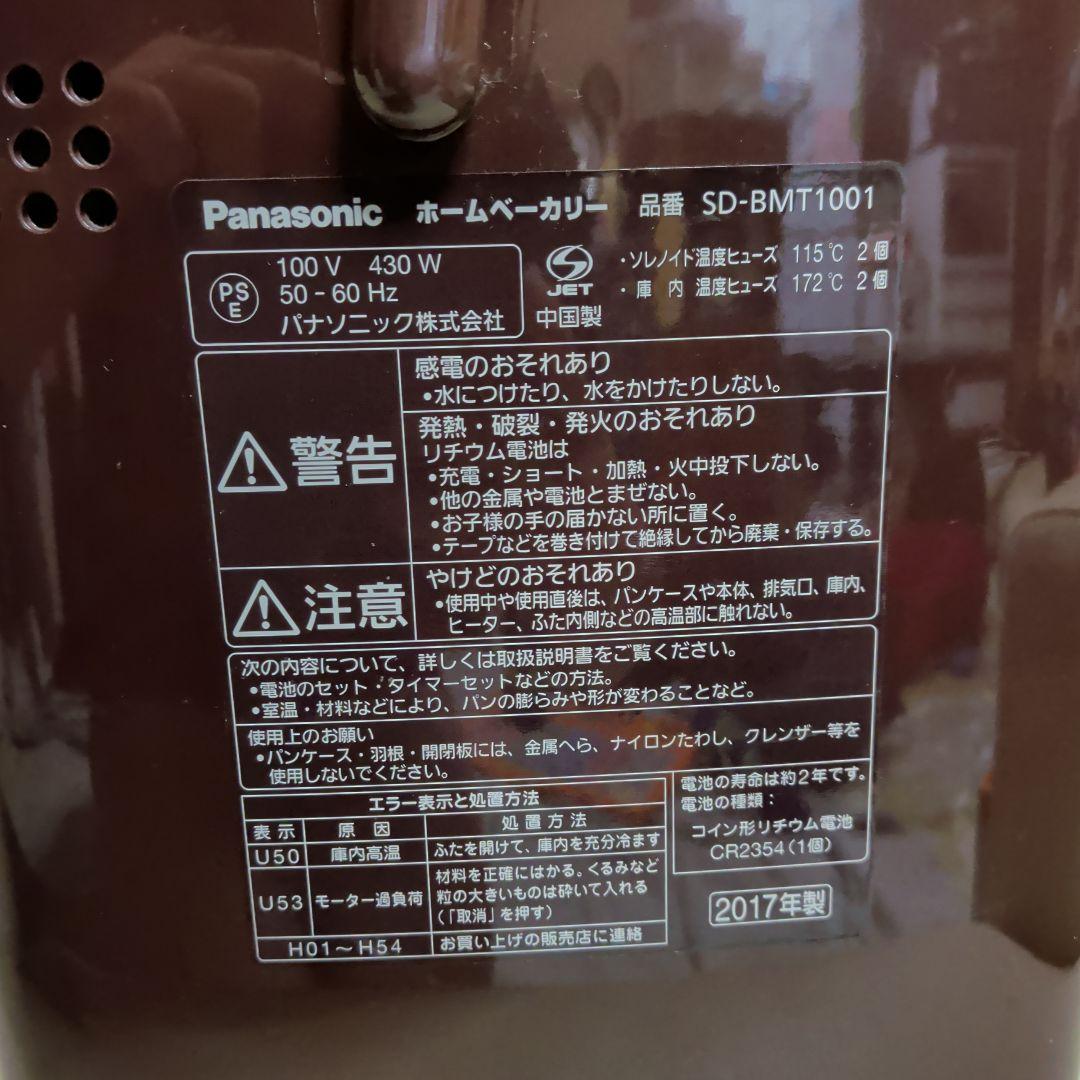 Panasonic ホームベーカリー 品番 SD-BMT1001
PS E
100 V 430 W
50 - 60 Hz
パナソニック株式会社
JET
中国製
・ソレノイド温度ヒューズ 115℃ 2個
・庫内 温度ヒューズ 172℃ 2個
警告
感電のおそれあり
•水につけたり、水をかけたりしない。
発熱・破裂・発火のおそれあり
リチウム電池は
•充電・ショート・加熱・火中投下しない。
•他の金属や電池とまぜない。
•お子様の手の届かない所に置く。
•テープなどを巻き付けて絶縁してから廃棄・保存する。
注意
やけどのおそれあり
•使用中や使用直後は、パンケースや本体、排気口、庫内、
ヒーター、ふた内側などの高温部に触れない。
次の内容について、詳しくは取扱説明書をご覧ください。
•電池のセット・タイマーセットなどの方法。
•室温・材料などにより、パンの膨らみや形が変わることなど。
使用上のお願い
•パンケース・羽根・開閉板には、金属へら、ナイロンたわし、クレンザー等を
使用しないでください。
エラー表示と処置方法
表示 原因 処置方法
U50 庫内高温 ふたを開けて、庫内を充分冷ます
U53 モーター過負荷 材料を正確にはかる。くるみなど
粒の大きいものは砕いて入れる
(「取消」を押す)
H01～H54 お買い上げの販売店に連絡
電池の寿命は約2年です。
電池の種類：
コイン形リチウム電池
CR2354(1個)
2017年製